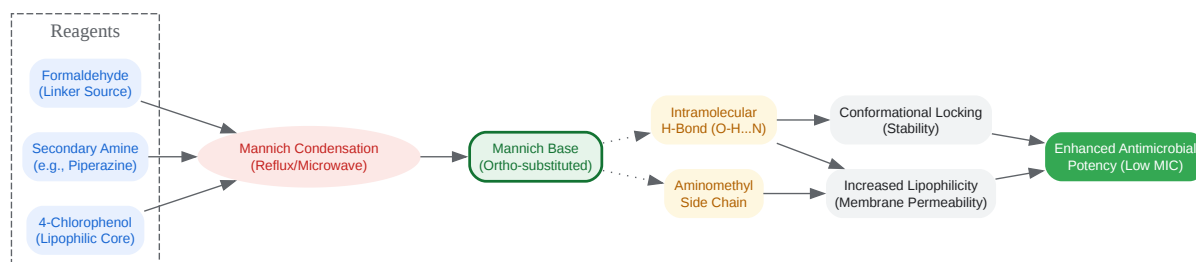 Reagents
Formaldehyde
(Linker Source)
Secondary Amine
(e.g., Piperazine)
4-Chlorophenol
(Lipophilic Core)
Mannich Condensation
(Reflux/Microwave)
Mannich Base
(Ortho-substituted)
Intramolecular
H-Bond (O-H...N)
Aminomethyl
Side Chain
Conformational Locking
(Stability)
Increased Lipophilicity
(Membrane Permeability)
Enhanced Antimicrobial
Potency (Low MIC)